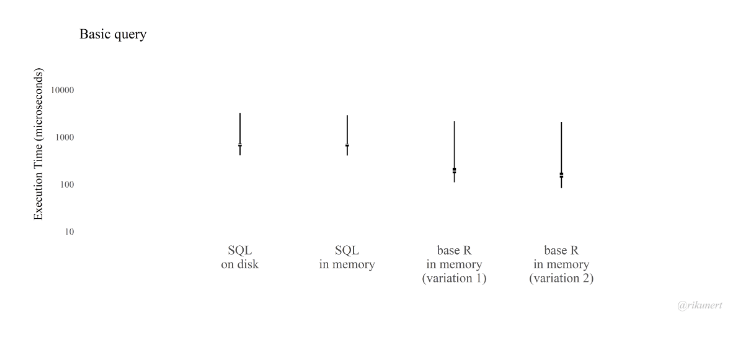 Basic query
Execution Time (microseconds)
10000
1000
100
10
SQL
on disk
SQL
in memory
base R
in memory
(variation 1)
base R
in memory
(variation 2)
@rikunert